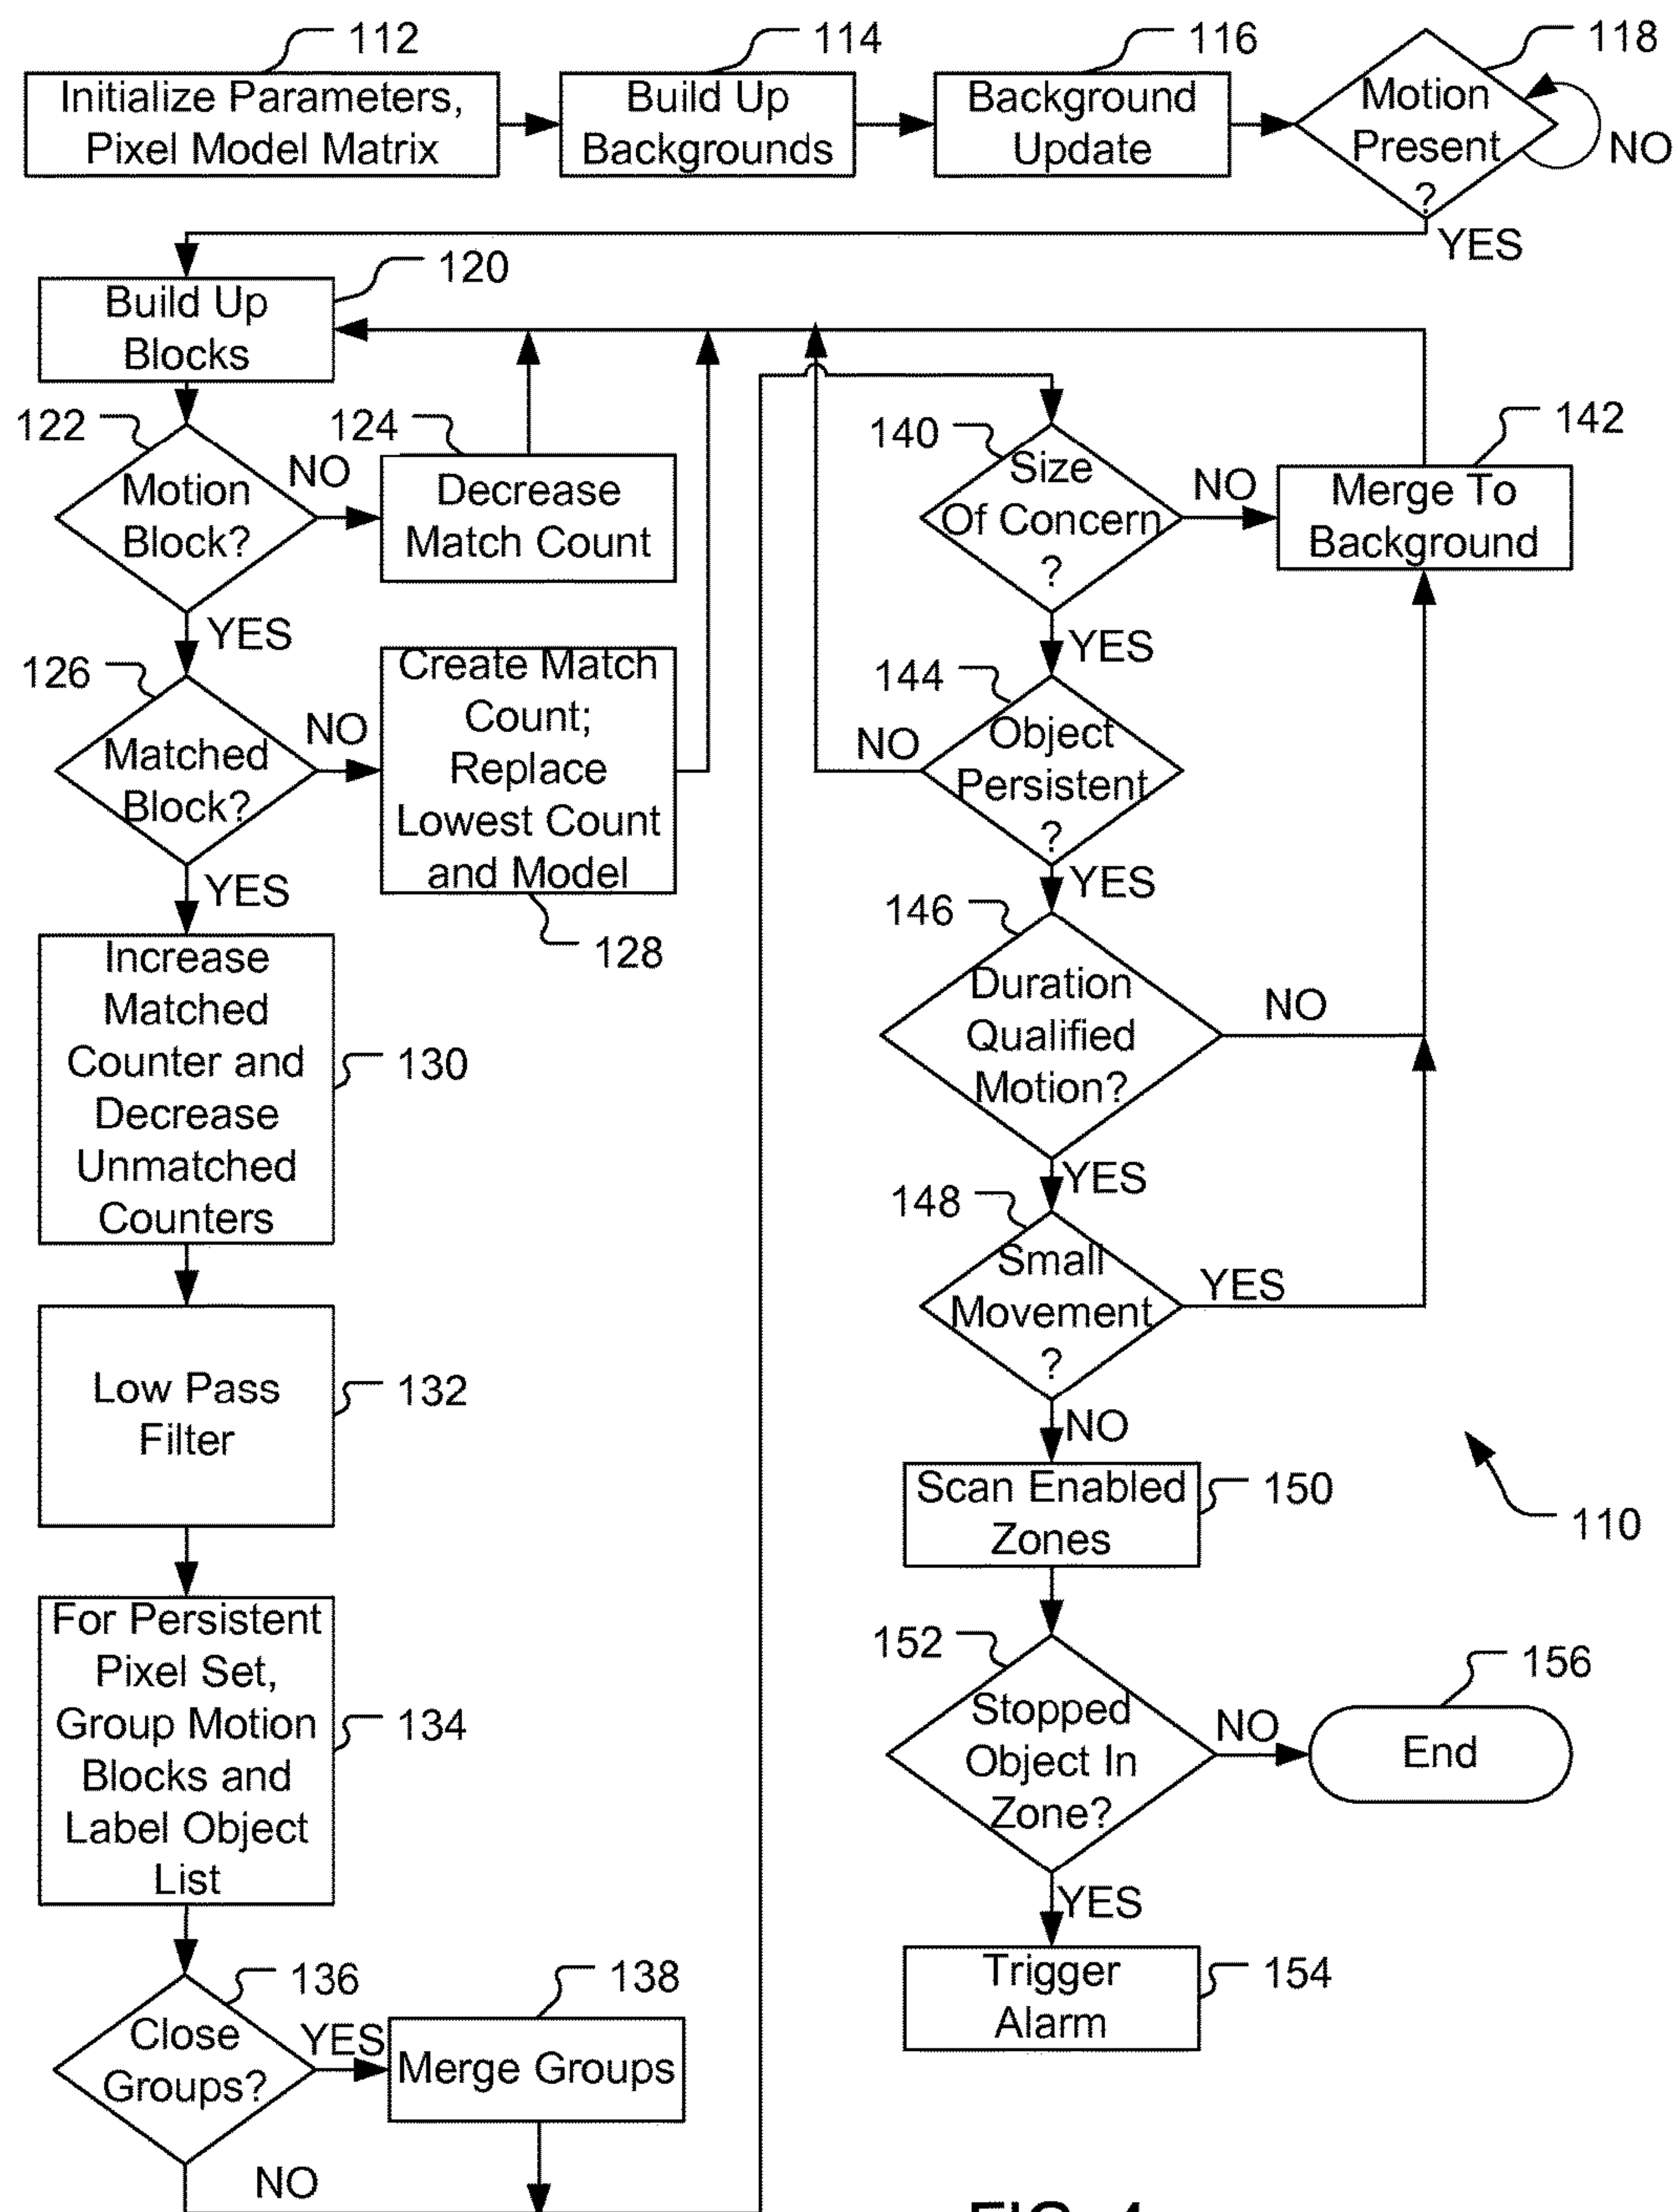 112
114
116
118
Initialize Parameters,
Pixel Model Matrix
Build Up
Backgrounds
Background
Update
Motion
Present
?
NO
YES
120
Build Up
Blocks
122
Motion
Block?
NO
124
Decrease
Match Count
YES
126
Matched
Block?
NO
Create Match
Count;
Replace
Lowest Count
and Model
128
YES
Increase
Matched
Counter and
Decrease
Unmatched
Counters
130
Low Pass
Filter
132
For Persistent
Pixel Set,
Group Motion
Blocks and
Label Object
List
134
136
Close
Groups?
YES
138
Merge Groups
NO
140
Size
Of Concern
?
NO
142
Merge To
Background
YES
144
Object
Persistent
?
NO
YES
146
Duration
Qualified
Motion?
NO
YES
148
Small
Movement
?
YES
NO
Scan Enabled
Zones
150
110
152
Stopped
Object In
Zone?
NO
156
End
YES
Trigger
Alarm
154
FIG. 4